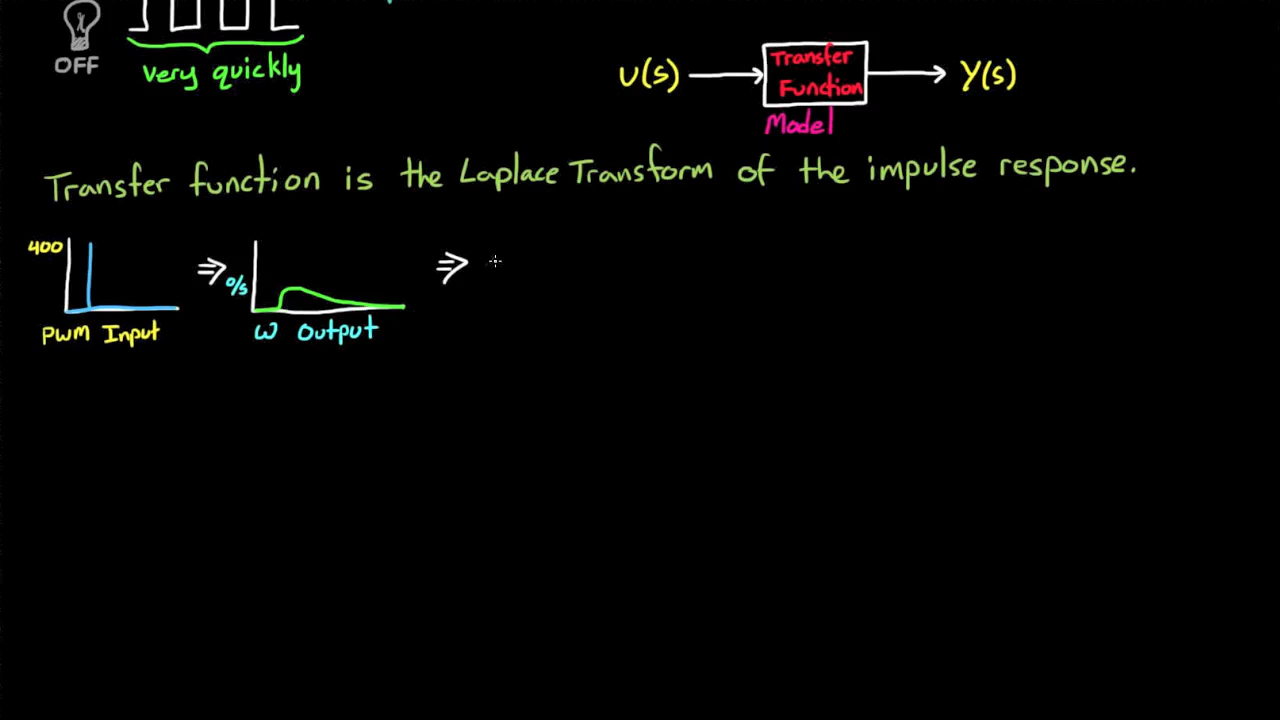 OFF
very quickly
U(s)
Transfer
Function
Y(s)
Model
Transfer function is the Laplace Transform of the impulse response.
400
PWM Input
⇒
°/s
ω Output
⇒